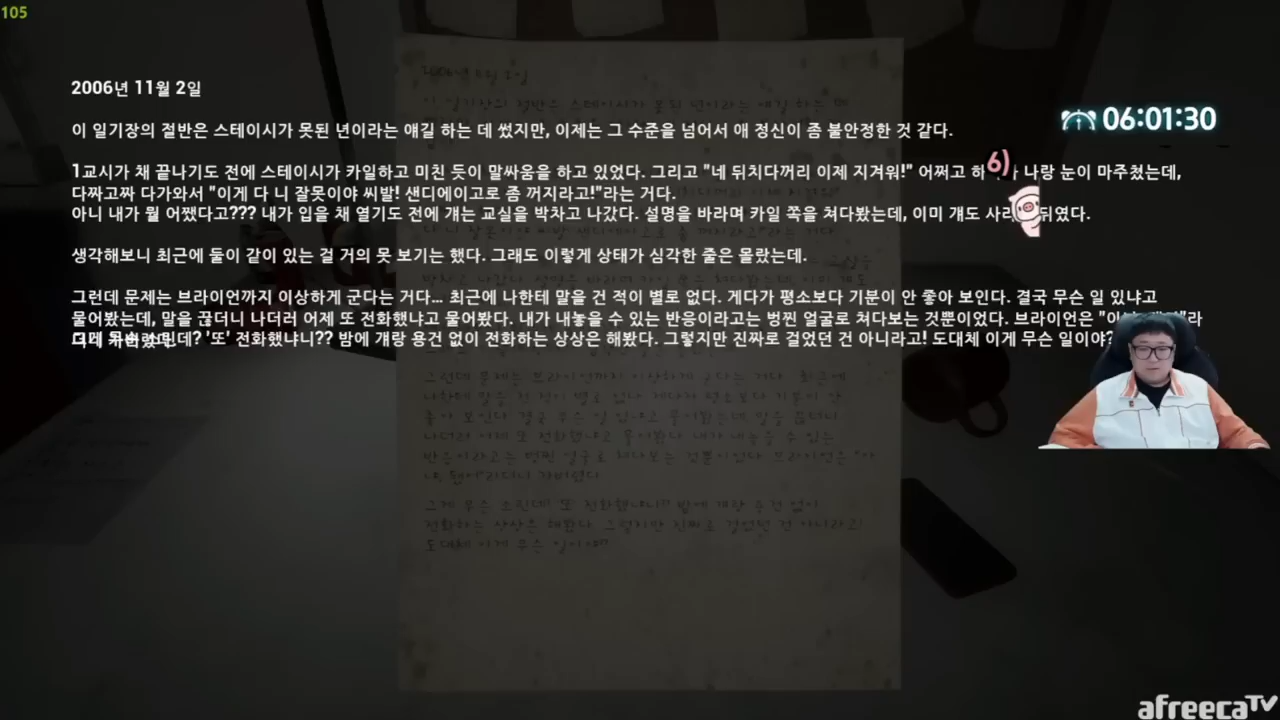 105
2006년 11월 2일
이 일기장의 절반은 스테이시가 못된 년이라는 얘길 하는 데 썼지만, 이제는 그 수준을 넘어서 애 정신이 좀 불안정한 것 같다.
06:01:30
1교시가 채 끝나기도 전에 스테이시가 카일하고 미친 듯이 말싸움을 하고 있었다. 그리고 "네 뒤치다꺼리 이제 지겨워!" 어쩌고 하 나랑 눈이 마주쳤는데,
6)
다짜고짜 다가와서 "이게 다 니 잘못이야 씨발! 샌디에이고로 좀 꺼지라고!"라는 거다.
아니 내가 뭘 어쨌다고??? 내가 입을 채 열기도 전에 걔는 교실을 박차고 나갔다. 설명을 바라며 카일 쪽을 쳐다봤는데, 이미 걔도 사라 뒤였다.
생각해보니 최근에 둘이 같이 있는 걸 거의 못 보기는 했다. 그래도 이렇게 상태가 심각한 줄은 몰랐는데.
그런데 문제는 브라이언까지 이상하게 군다는 거다... 최근에 나한테 말을 건 적이 별로 없다. 게다가 평소보다 기분이 안 좋아 보인다. 결국 무슨 일 있냐고
물어봤는데, 말을 끊더니 나더러 어제 또 전화했냐고 물어봤다. 내가 내놓을 수 있는 반응이라고는 벙찐 얼굴로 쳐다보는 것뿐이었다. 브라이언은
'또' 전화했냐니?? 밤에 걔랑 용건 없이 전화하는 상상은 해봤다. 그렇지만 진짜로 걸었던 건 아니라고! 도대체 이게 무슨 일이야?
afreecaTV